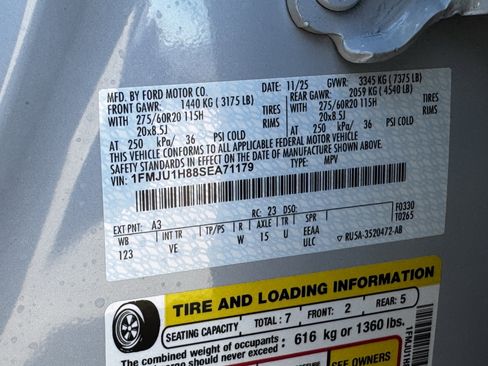 MFD. BY FORD MOTOR CO. DATE: 11/25 GVWR: 3345 KG (7375 LB)
FRONT GAWR: 1440 KG (3175 LB) REAR GAWR: 2059 KG (4540 LB)
WITH 275/60R20 115H TIRES WITH 275/60R20 115H TIRES
20x8.5J RIMS 20x8.5J RIMS
AT 250 kPa/ 36 PSI COLD AT 250 kPa/ 36 PSI COLD
THIS VEHICLE CONFORMS TO ALL APPLICABLE FEDERAL MOTOR VEHICLE
SAFETY STANDARDS IN EFFECT ON THE DATE OF MANUFACTURE SHOWN ABOVE.
VIN: 1FMJU1H88SEA71179 TYPE: MPV
EXT PNT: A3 RC: 23 DSO: F0330
WB INT TR TP/PS R AXLE TR SPR T0265
123 VE W 15 U EEAA
ULC ▽ RU5A-3520472-AB
TIRE AND LOADING INFORMATION
SEATING CAPACITY TOTAL: 7 FRONT: 2 REAR: 5
The combined weight of occupants
cargo should never exceed: 616 kg or 1360 lbs.
SEE OWNERS